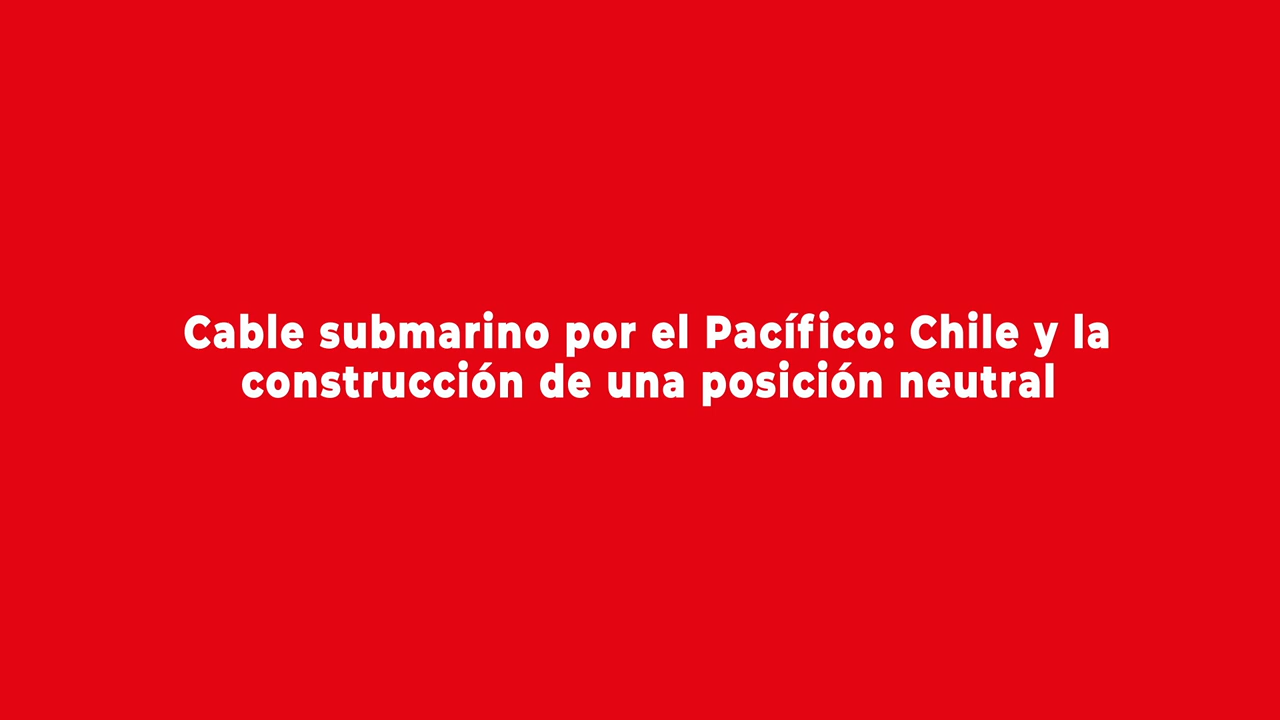 Cable submarino por el Pacífico: Chile y la
construcción de una posición neutral